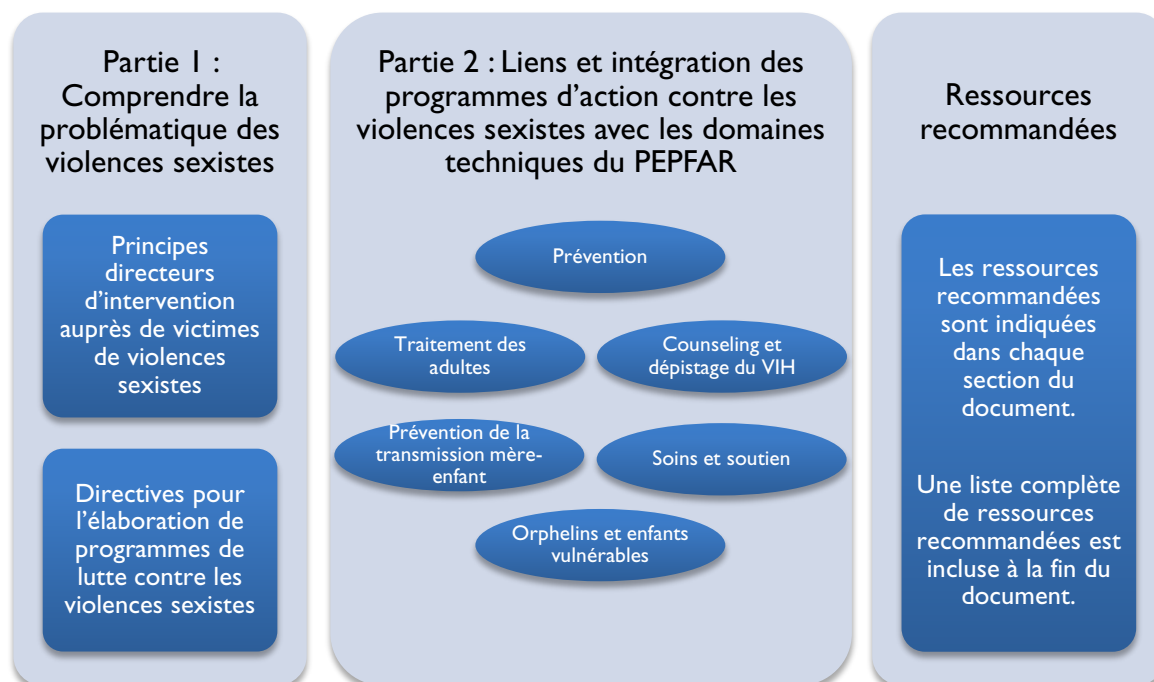 Partie 1 :
Comprendre la
problématique des
violences sexistes
Principes
directeurs
d’intervention
auprès de victimes
de violences
sexistes
Directives pour
l’élaboration de
programmes de
lutte contre les
violences sexistes
Partie 2 : Liens et intégration des
programmes d’action contre les
violences sexistes avec les domaines
techniques du PEPFAR
Prévention
Traitement des
adultes
Counseling et
dépistage du VIH
Prévention de la
transmission mère-
enfant
Soins et soutien
Orphelins et enfants
vulnérables
Ressources
recommandées
Les ressources
recommandées
sont indiquées
dans chaque
section du
document.
Une liste complète
de ressources
recommandées est
incluse à la fin du
document.